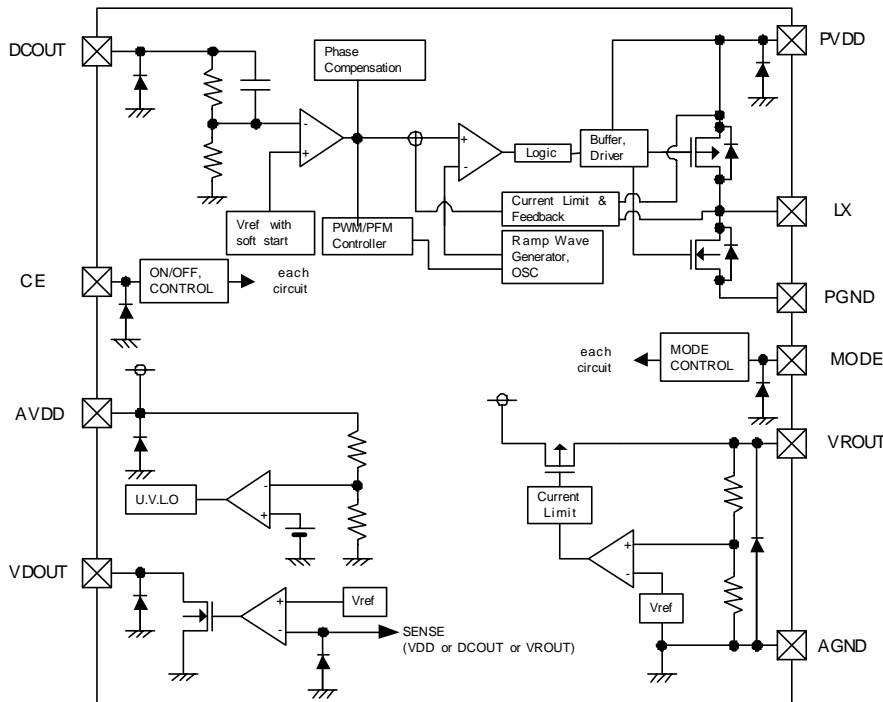 DCOUT
PVDD
Phase
Compensation
-
+
+
-
Logic
Buffer,
Driver
Current Limit &
Feedback
LX
Vref with
soft start
PWM/PFM
Controller
Ramp Wave
Generator,
OSC
CE
ON/OFF,
CONTROL
each
circuit
PGND
each
circuit
MODE
CONTROL
MODE
AVDD
VROUT
U.V.L.O
-
+
Current
Limit
+
-
Vref
VDOUT
+
-
Vref
SENSE
(VDD or DCOUT or VROUT)
AGND